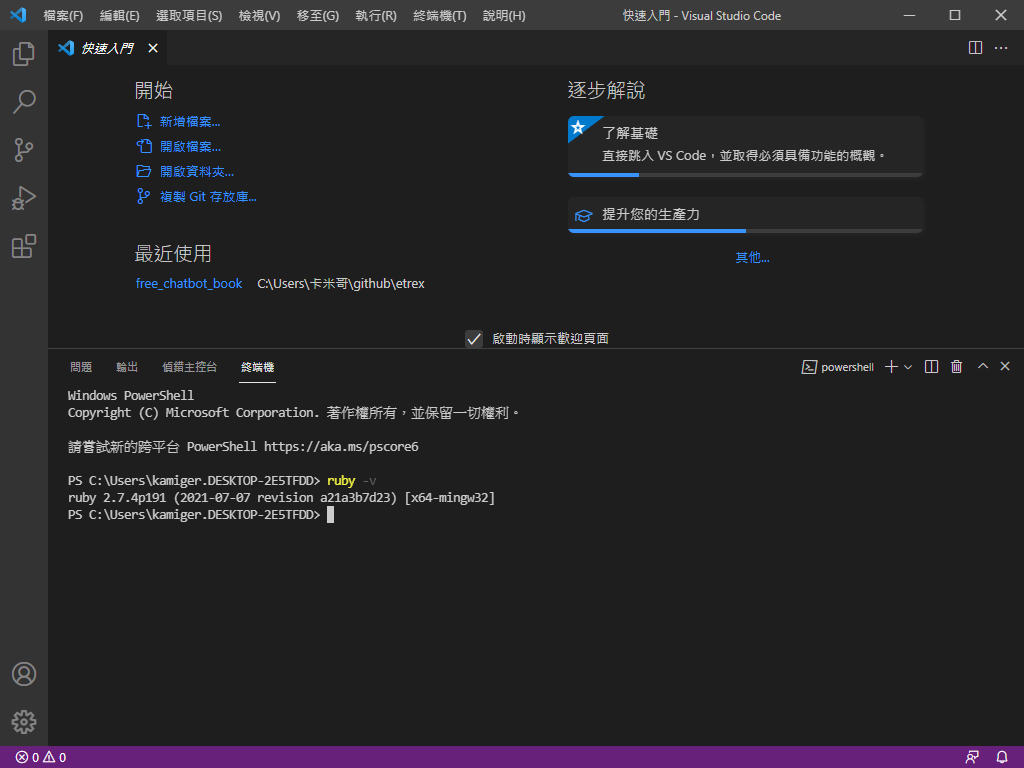 檔案(F) 編輯(E) 選取項目(S) 檢視(V) 移至(G) 執行(R) 終端機(T) 說明(H) 快速入門 - Visual Studio Code
快速入門
開始
新增檔案...
開啟檔案...
開啟資料夾...
複製 Git 存放庫...
最近使用
free_chatbot_book C:\Users\卡米哥\github\etrex
逐步解說
了解基礎
直接跳入 VS Code，並取得必須具備功能的概觀。
提升您的生產力
其他...
啟動時顯示歡迎頁面
問題 輸出 偵錯主控台 終端機 powershell
Windows PowerShell
Copyright (C) Microsoft Corporation. 著作權所有，並保留一切權利。
請嘗試新的跨平台 PowerShell https://aka.ms/pscore6
PS C:\Users\kamiger.DESKTOP-2E5TFDD> ruby -v
ruby 2.7.4p191 (2021-07-07 revision a21a3b7d23) [x64-mingw32]
PS C:\Users\kamiger.DESKTOP-2E5TFDD>
0 0